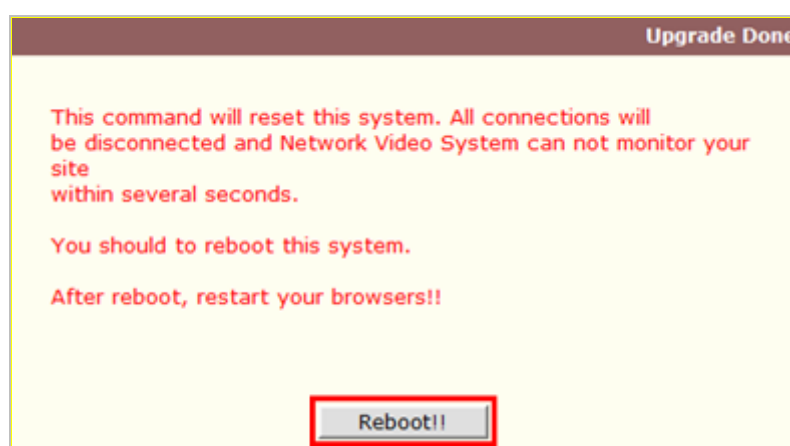 Upgrade Done
This command will reset this system. All connections will
be disconnected and Network Video System can not monitor your
site
within several seconds.
You should to reboot this system.
After reboot, restart your browsers!!
Reboot!!